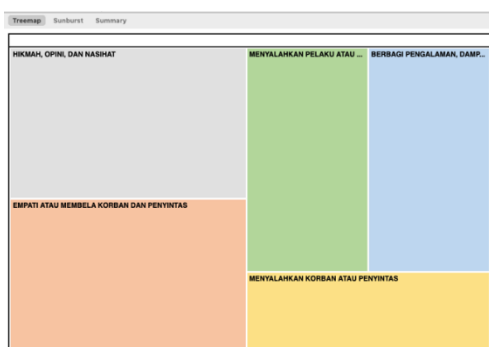 Treemap Sunburst Summary
HIKMAH, OPINI, DAN NASIHAT
MENYALAHKAN PELAKU ATAU ...
BERBAGI PENGALAMAN, DAMP...
EMPATI ATAU MEMBELA KORBAN DAN PENYINTAS
MENYALAHKAN KORBAN ATAU PENYINTAS